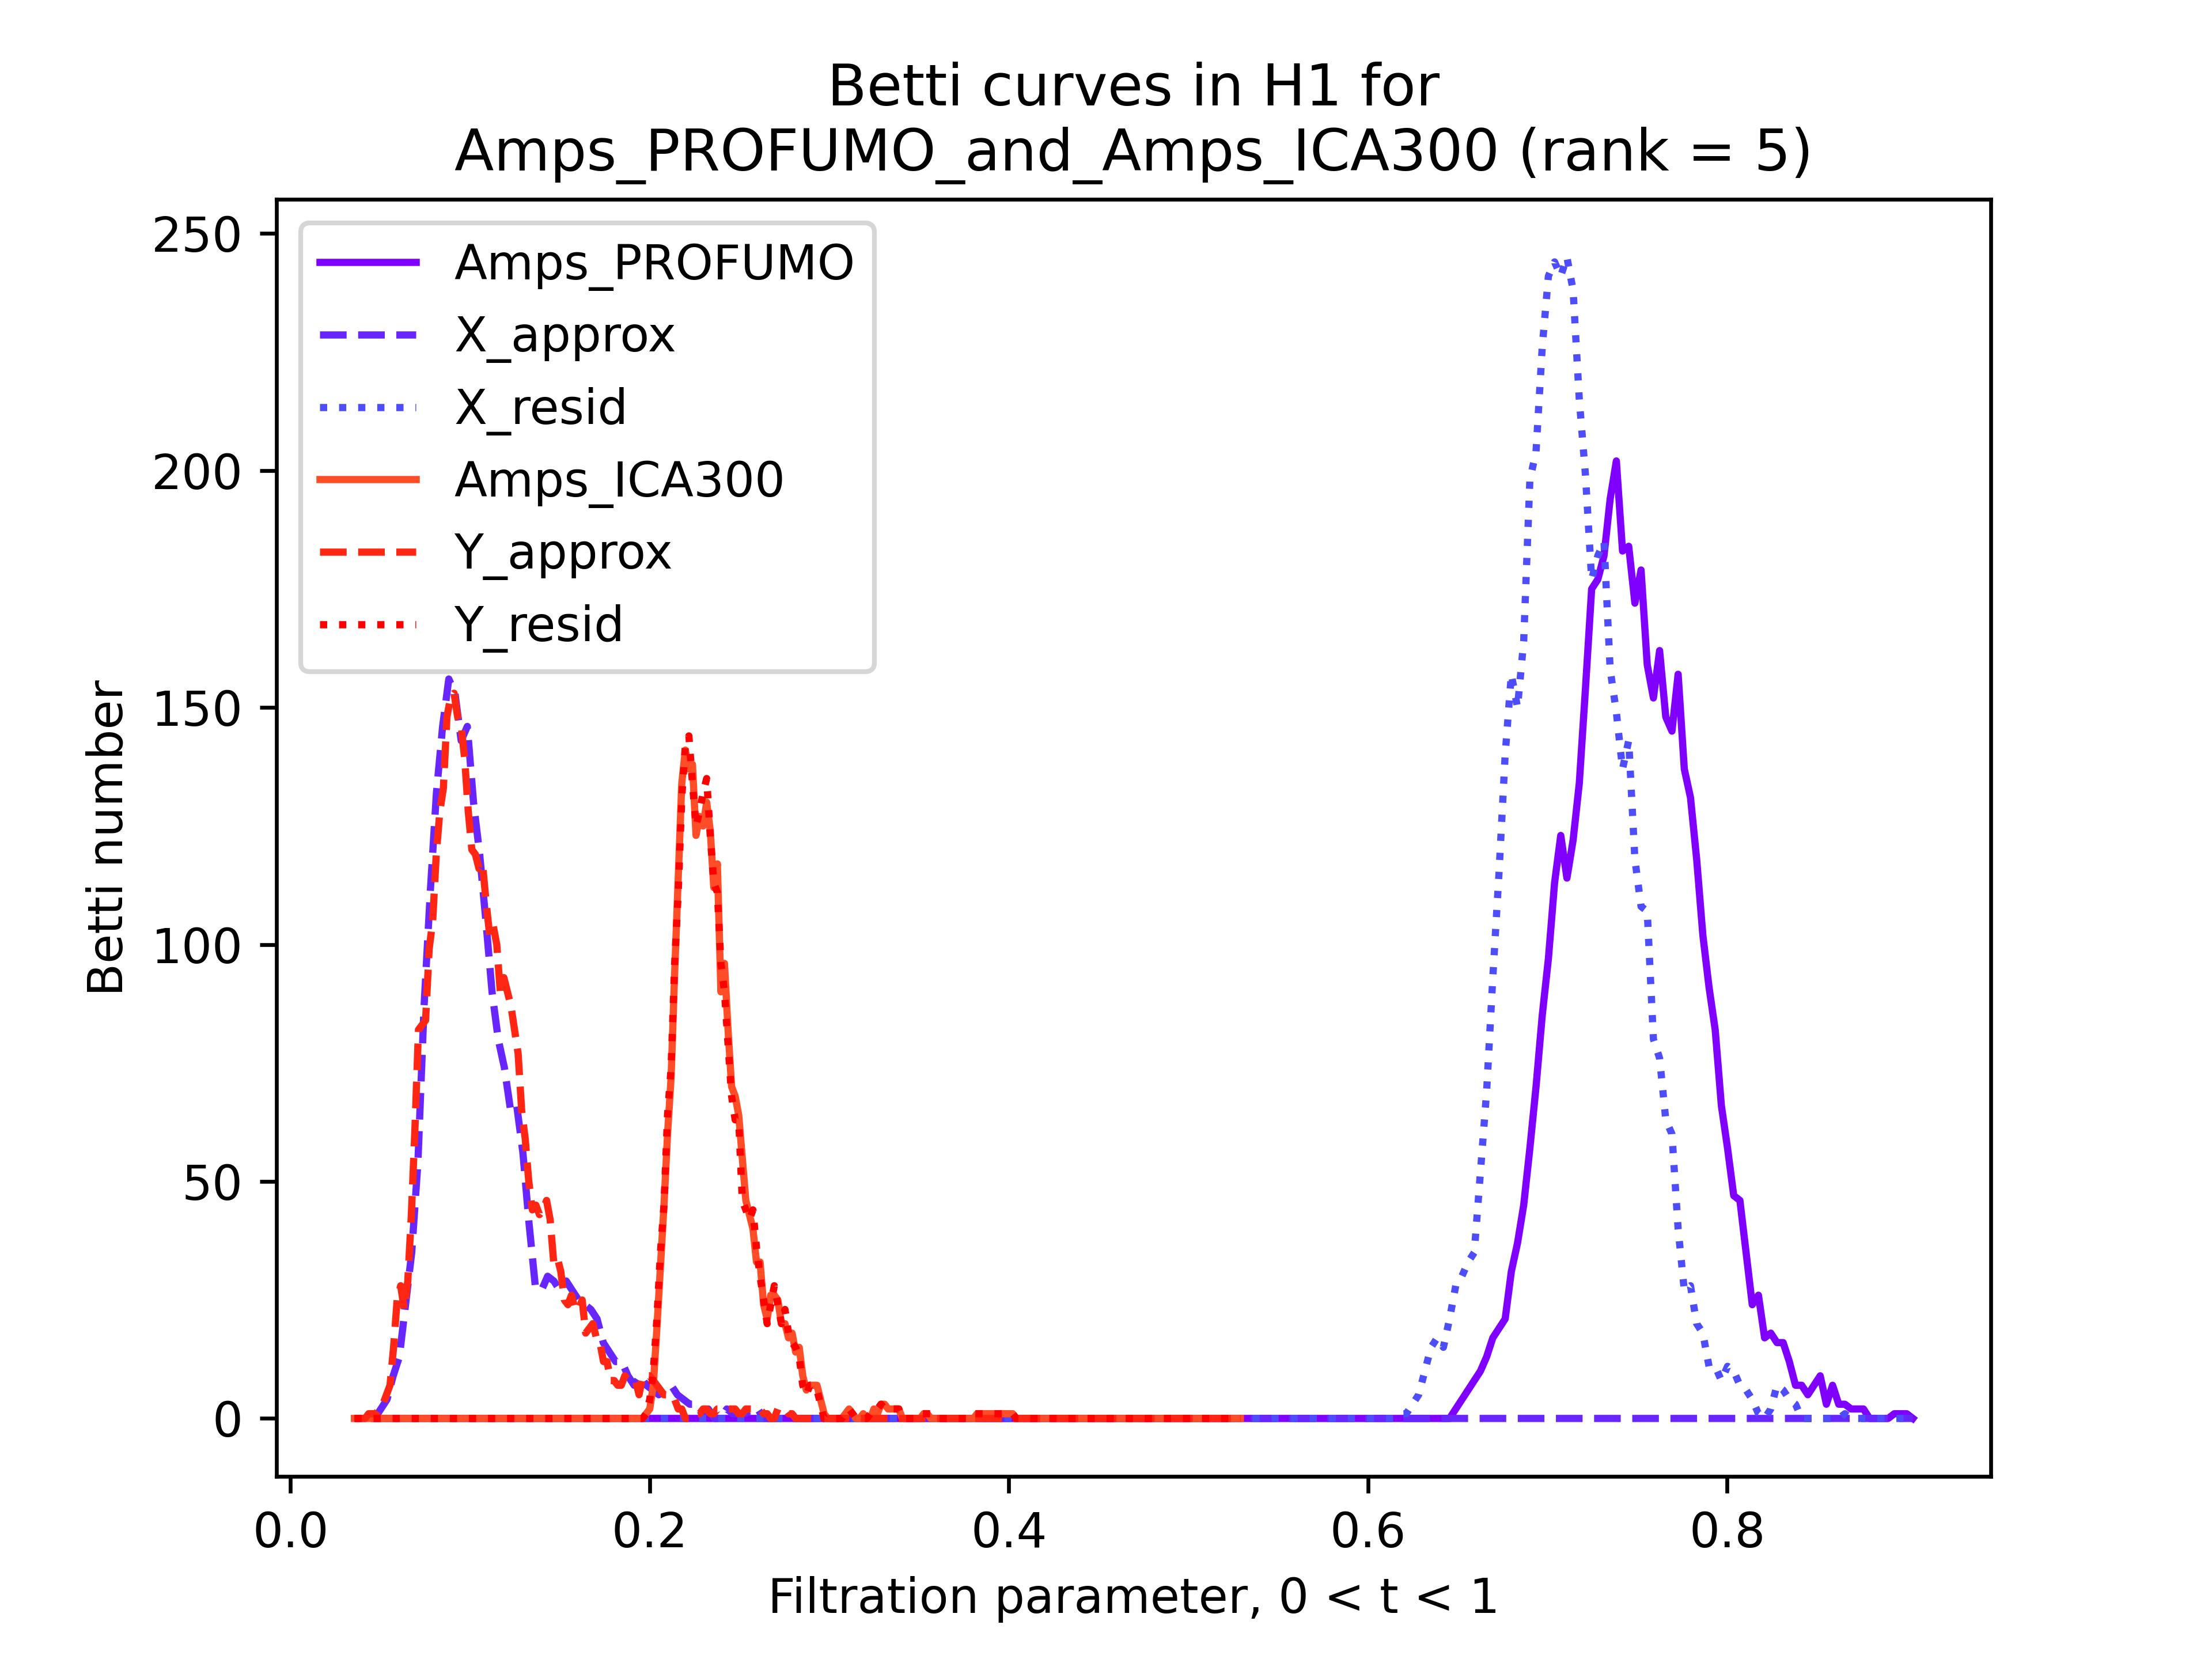 Betti curves in H1 for
Amps_PROFUMO_and_Amps_ICA300 (rank = 5)
Amps_PROFUMO
X_approx
X_resid
Amps_ICA300
Y_approx
Y_resid
Betti number
250
200
150
100
50
0
0.0 0.2 0.4 0.6 0.8
Filtration parameter, 0 < t < 1